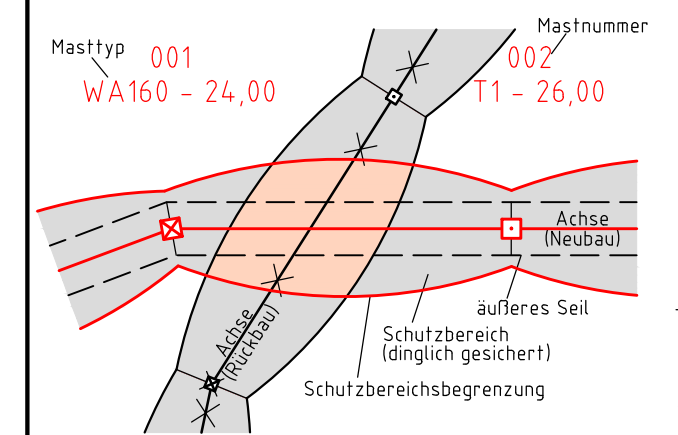 Mastnummer
Masttyp
001
002
WA160 - 24,00
T1 - 26,00
Achse
(Neubau)
äußeres Seil
Achse
(Rückbau)
Schutzbereich
(dinglich gesichert)
Schutzbereichsbegrenzung